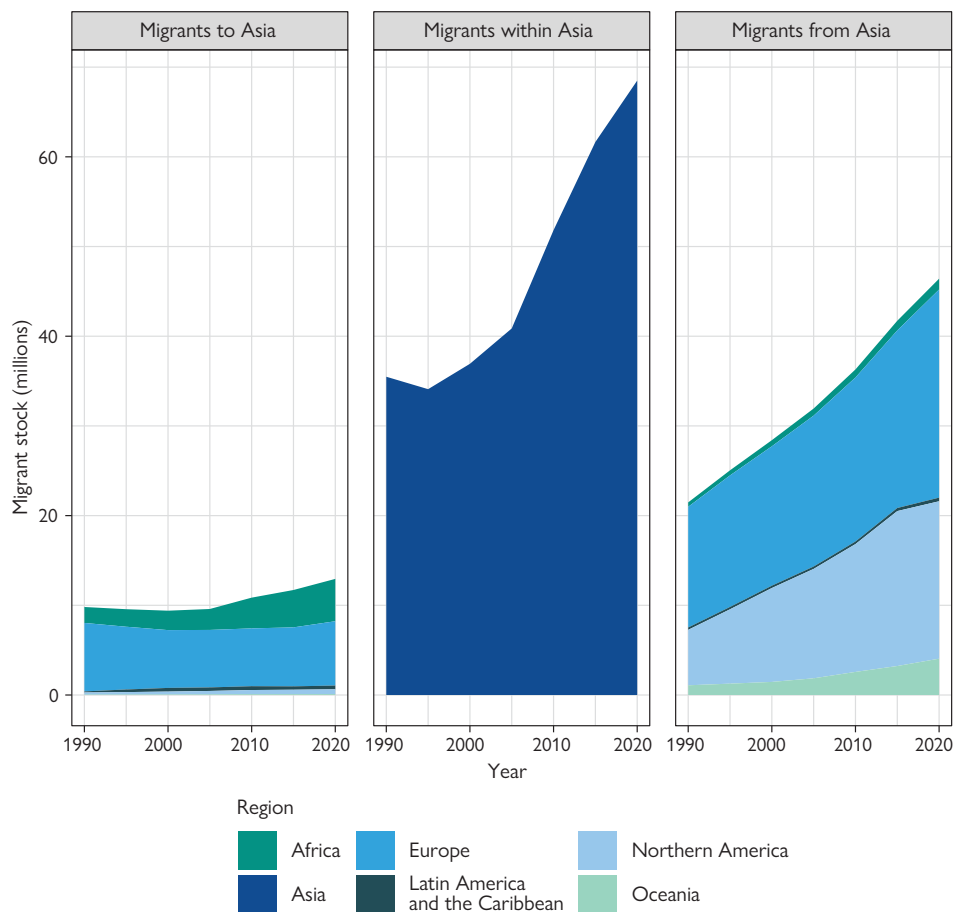 Migrants to Asia
Migrants within Asia
Migrants from Asia
Migrant stock (millions)
60
40
20
0
1990 2000 2010 2020
1990 2000 2010 2020
1990 2000 2010 2020
Year
Region
Africa
Europe
Northern America
Asia
Latin America
and the Caribbean
Oceania